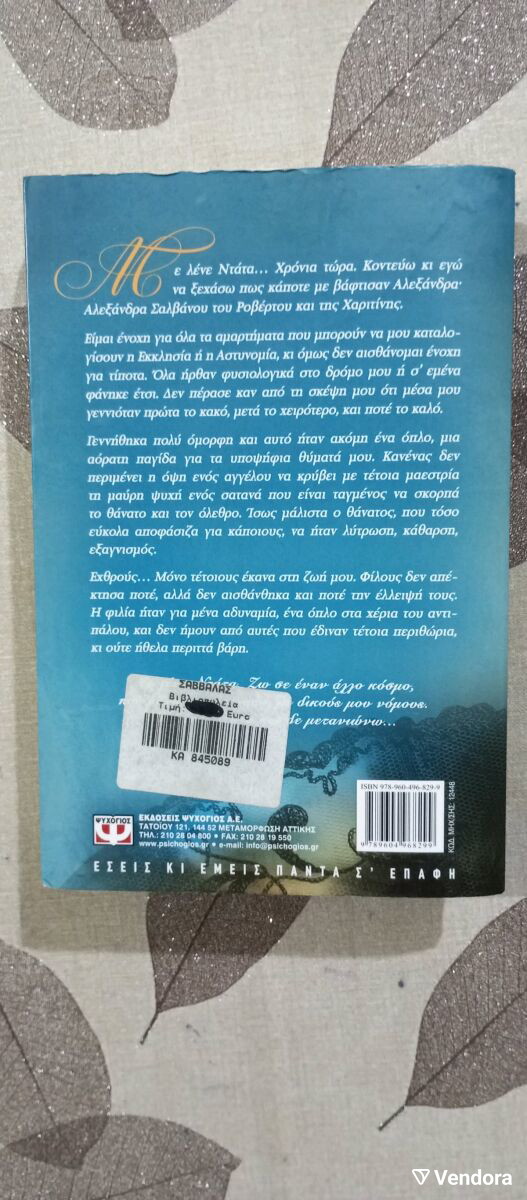 Με λένε Ντάτα... Χρόνια τώρα. Κοντεύω κι εγώ
να ξεχάσω πως κάποτε με βάφτισαν Αλεξάνδρα·
Αλεξάνδρα Σαλβάνου του Ροβέρτου και της Χαριτίνης.
Είμαι ένοχη για όλα τα αμαρτήματα που μπορούν να μου καταλο-
γίσουν η Εκκλησία ή η Αστυνομία, κι όμως δεν αισθάνομαι ένοχη
για τίποτα. Όλα ήρθαν φυσιολογικά στο δρόμο μου ή σ' εμένα
φάνηκε έτσι. Δεν πέρασε καν από τη σκέψη μου ότι μέσα μου
γεννιόταν πρώτα το κακό, μετά το χειρότερο, και ποτέ το καλό.
Γεννήθηκα πολύ όμορφη και αυτό ήταν ακόμη ένα όπλο, μια
αόρατη παγίδα για τα υποψήφια θύματά μου. Κανένας δεν
περιμένει η όψη ενός αγγέλου να κρύβει με τέτοια μαεστρία
τη μαύρη ψυχή ενός σατανά που είναι ταγμένος να σκορπά
το θάνατο και τον όλεθρο. Ίσως μάλιστα ο θάνατος, που τόσο
εύκολα αποφάσιζα για κάποιους, να ήταν λύτρωση, κάθαρση,
εξαγνισμός.
Εχθρούς... Μόνο τέτοιους έκανα στη ζωή μου. Φίλους δεν απέ-
κτησα ποτέ, αλλά δεν αισθάνθηκα και ποτέ την έλλειψή τους.
Η φιλία ήταν για μένα αδυναμία, ένα όπλο στα χέρια του αντι-
πάλου, και δεν ήμουν από αυτές που έδιναν τέτοια περιθώρια,
κι ούτε ήθελα περιττά βάρη.
Ντάτα. Ζω σε έναν άλλο κόσμο,
δικούς μου νόμους.
δε μετανιώνω...
ΣΑΒΒΑΛΑΣ
Βιβλιοπωλεία
Τιμή: Euro
KA 845089
ISBN 978-960-496-829-9
9 789604 968299
ΚΩΔ. ΜΗΧ/ΣΗΣ: 12448
ΨΥΧΟΓΙΟΣ
ΕΚΔΟΣΕΙΣ ΨΥΧΟΓΙΟΣ Α.Ε.
ΤΑΤΟΪΟΥ 121, 144 52 ΜΕΤΑΜΟΡΦΩΣΗ ΑΤΤΙΚΗΣ
ΤΗΛ.: 210 28 04 800 • FAX: 210 28 19 550
www.psichogios.gr • e-mail: info@psichogios.gr
ΕΣΕΙΣ ΚΙ ΕΜΕΙΣ ΠΑΝΤΑ Σ' ΕΠΑΦΗ
Vendora